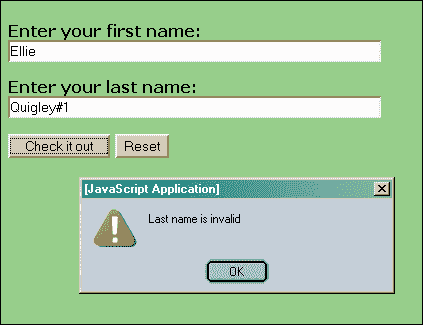 Enter your first name:
Ellie
Enter your last name:
Quigley#1
Check it out Reset
[JavaScript Application]
Last name is invalid
OK